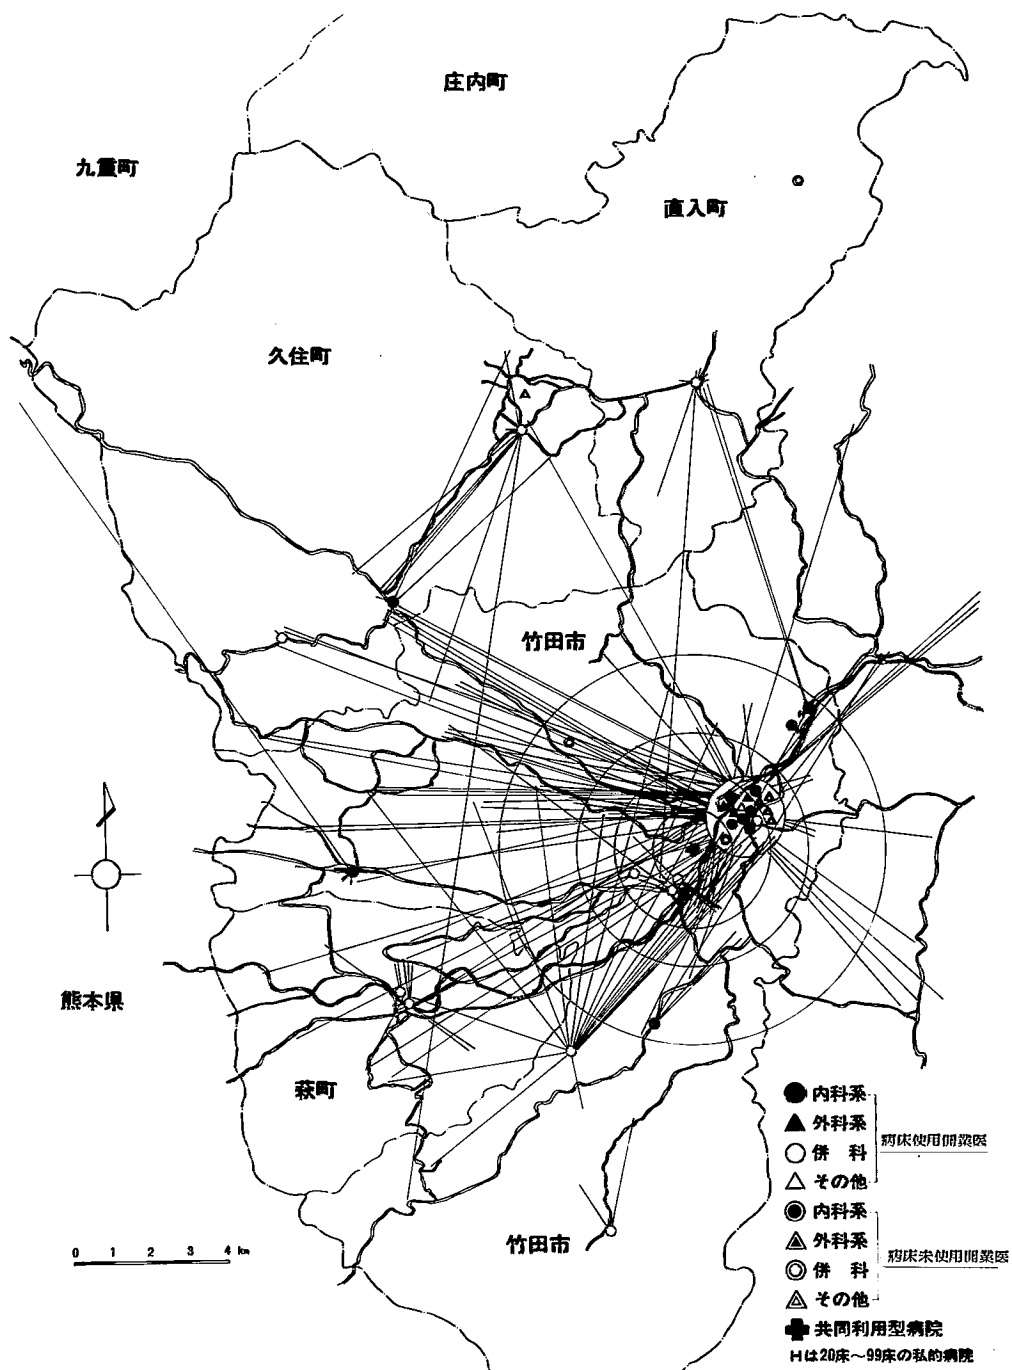 庄内町
九重町
直入町
久住町
竹田市
熊本県
萩町
竹田市
0 1 2 3 4 km
内科系
外科系
併 科
その他
病床使用開業医
内科系
外科系
併 科
その他
病床未使用開業医
共同利用型病院
Hは20床～99床の私的病院